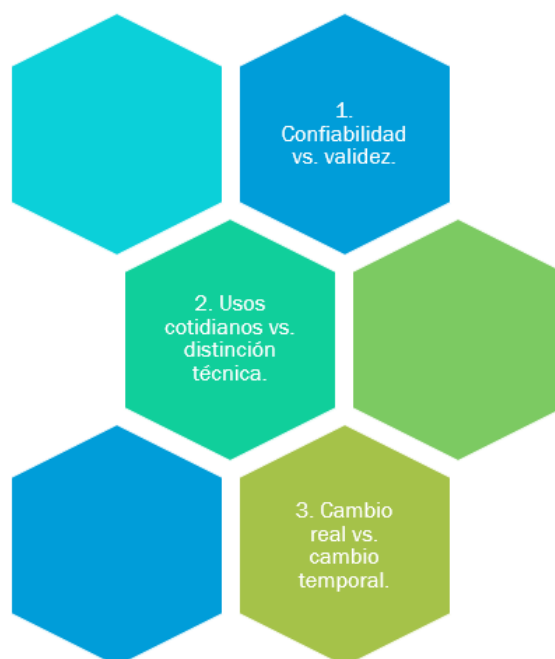 1.
Confiabilidad
vs. validez.
2. Usos
cotidianos vs.
distinción
técnica.
3. Cambio
real vs.
cambio
temporal.